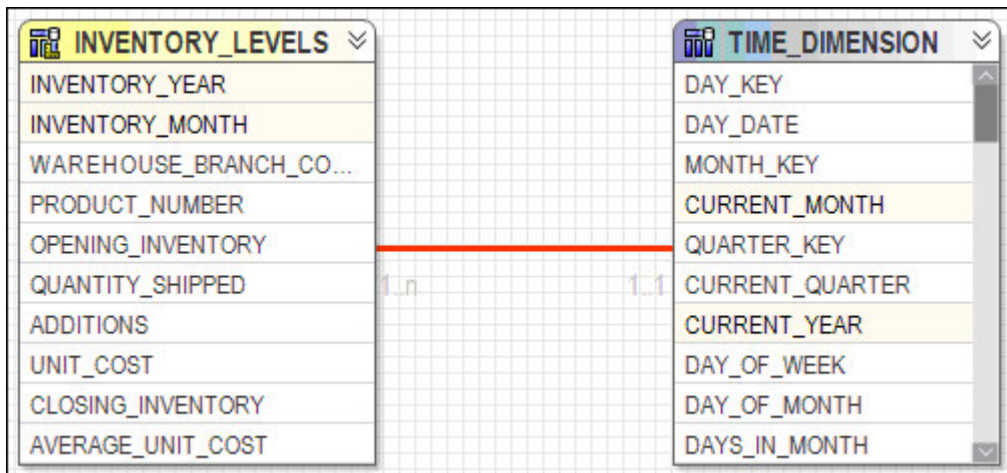 INVENTORY_LEVELS
INVENTORY_YEAR
INVENTORY_MONTH
WAREHOUSE_BRANCH_CO...
PRODUCT_NUMBER
OPENING_INVENTORY
QUANTITY_SHIPPED
ADDITIONS
UNIT_COST
CLOSING_INVENTORY
AVERAGE_UNIT_COST
1..n
1..1
TIME_DIMENSION
DAY_KEY
DAY_DATE
MONTH_KEY
CURRENT_MONTH
QUARTER_KEY
CURRENT_QUARTER
CURRENT_YEAR
DAY_OF_WEEK
DAY_OF_MONTH
DAYS_IN_MONTH